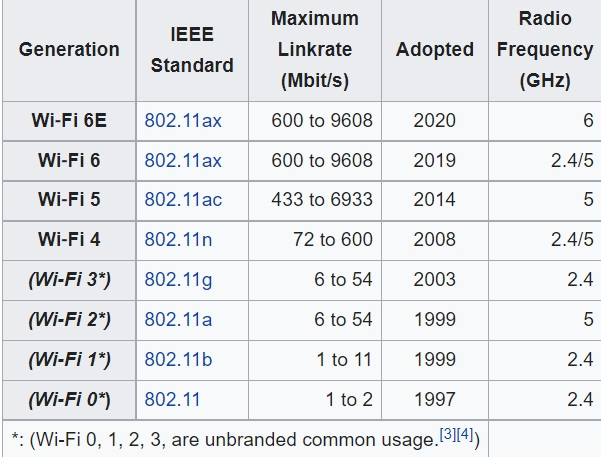 Generation IEEE Standard Maximum Linkrate (Mbit/s) Adopted Radio Frequency (GHz)
Wi-Fi 6E 802.11ax 600 to 9608 2020 6
Wi-Fi 6 802.11ax 600 to 9608 2019 2.4/5
Wi-Fi 5 802.11ac 433 to 6933 2014 5
Wi-Fi 4 802.11n 72 to 600 2008 2.4/5
(Wi-Fi 3*) 802.11g 6 to 54 2003 2.4
(Wi-Fi 2*) 802.11a 6 to 54 1999 5
(Wi-Fi 1*) 802.11b 1 to 11 1999 2.4
(Wi-Fi 0*) 802.11 1 to 2 1997 2.4
*: (Wi-Fi 0, 1, 2, 3, are unbranded common usage.[3][4])